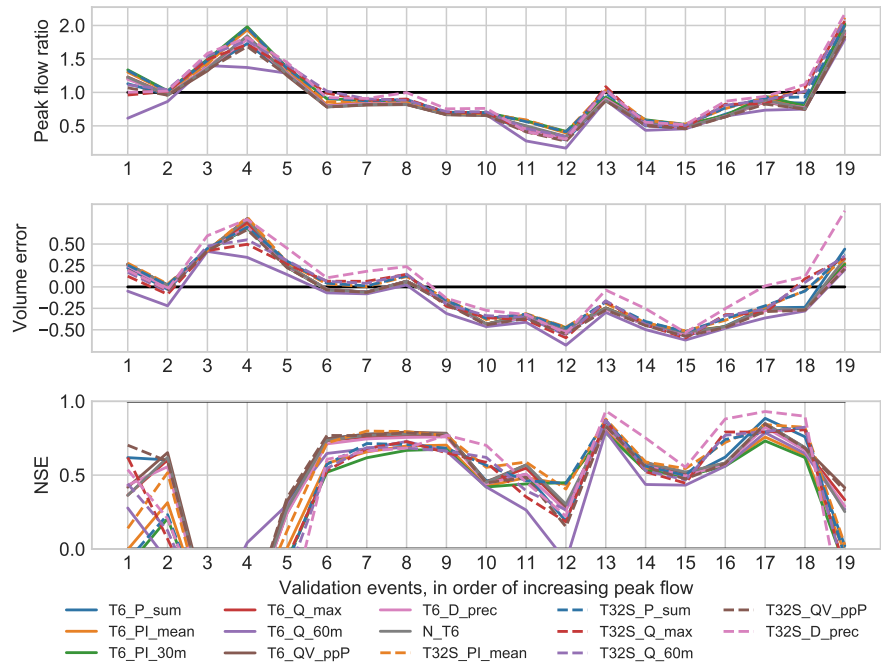 Peak flow ratio
2.0
1.5
1.0
0.5
1 2 3 4 5 6 7 8 9 10 11 12 13 14 15 16 17 18 19
Volume error
0.50
0.25
0.00
−0.25
−0.50
1 2 3 4 5 6 7 8 9 10 11 12 13 14 15 16 17 18 19
NSE
1.0
0.5
0.0
1 2 3 4 5 6 7 8 9 10 11 12 13 14 15 16 17 18 19
Validation events, in order of increasing peak flow
T6_P_sum T6_Q_max T6_D_prec T32S_P_sum T32S_QV_ppP
T6_PI_mean T6_Q_60m N_T6 T32S_Q_max T32S_D_prec
T6_PI_30m T6_QV_ppP T32S_PI_mean T32S_Q_60m